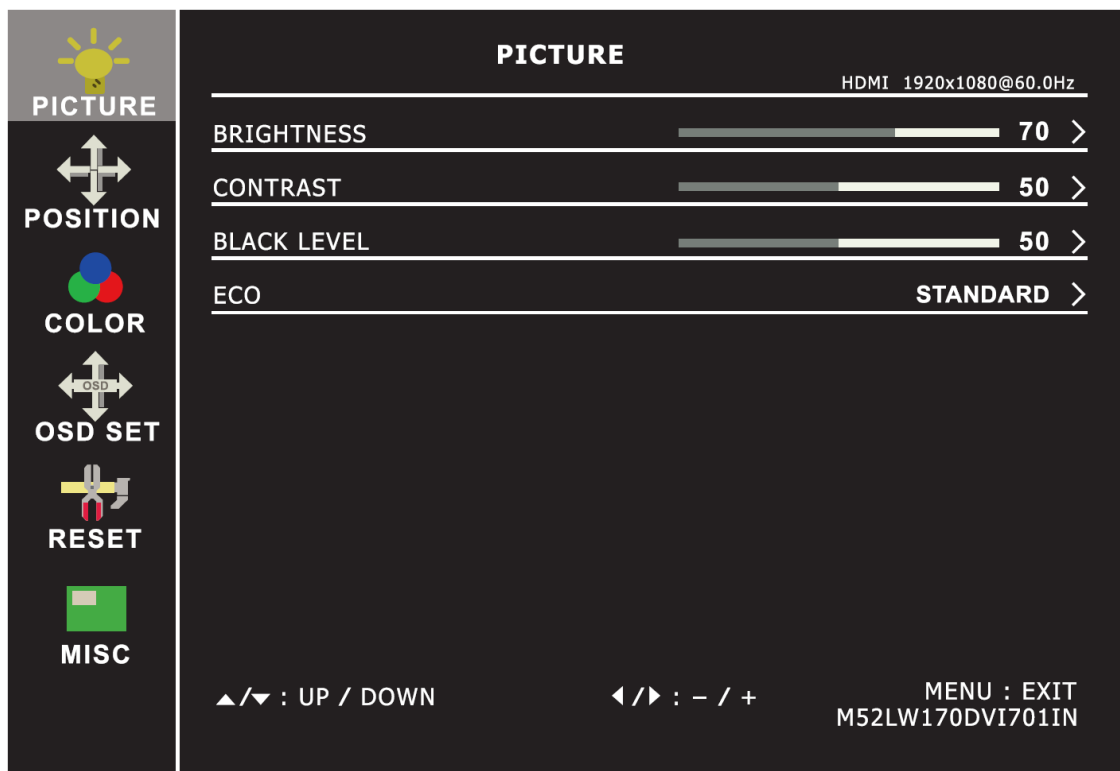 PICTURE
HDMI 1920x1080@60.0Hz
PICTURE
BRIGHTNESS 70
CONTRAST 50
POSITION
BLACK LEVEL 50
ECO STANDARD
COLOR
OSD
OSD SET
RESET
MISC
▲/▼ : UP / DOWN ◀/▶ : – / + MENU : EXIT
M52LW170DVI701IN